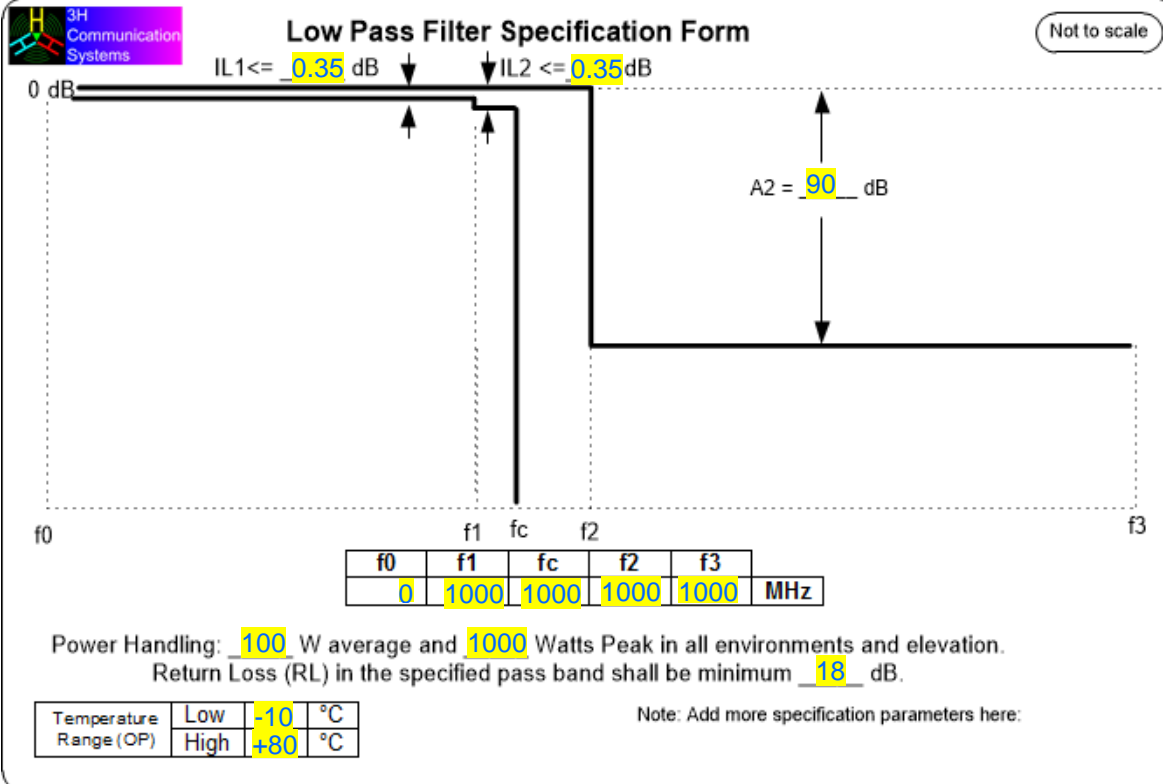 3H
Communication
Systems
Low Pass Filter Specification Form
Not to scale
IL1<= _0.35_ dB
IL2 <=_0.35dB
0 dB
A2 = _90__ dB
f0
f1
fc
f2
f3
f0 f1 fc f2 f3
0 1000 1000 1000 1000 MHz
Power Handling: _100_ W average and _1000_ Watts Peak in all environments and elevation.
Return Loss (RL) in the specified pass band shall be minimum __18__ dB.
Temperature Range (OP)
Low -10 °C
High +80 °C
Note: Add more specification parameters here: